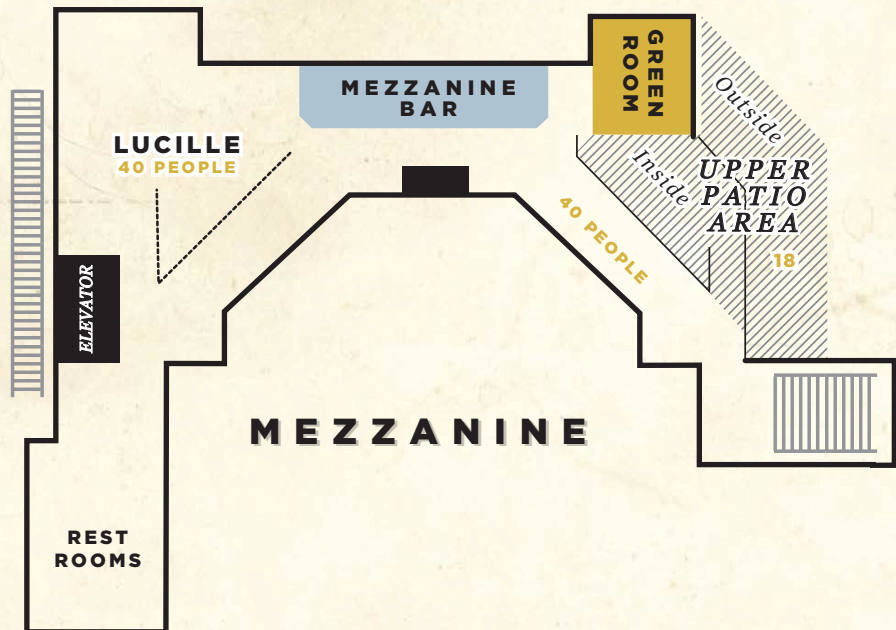 MEZZANINE
BAR
GREEN
ROOM
Outside
LUCILLE
40 PEOPLE
Inside
UPPER
PATIO
AREA
18
40 PEOPLE
ELEVATOR
MEZZANINE
REST
ROOMS